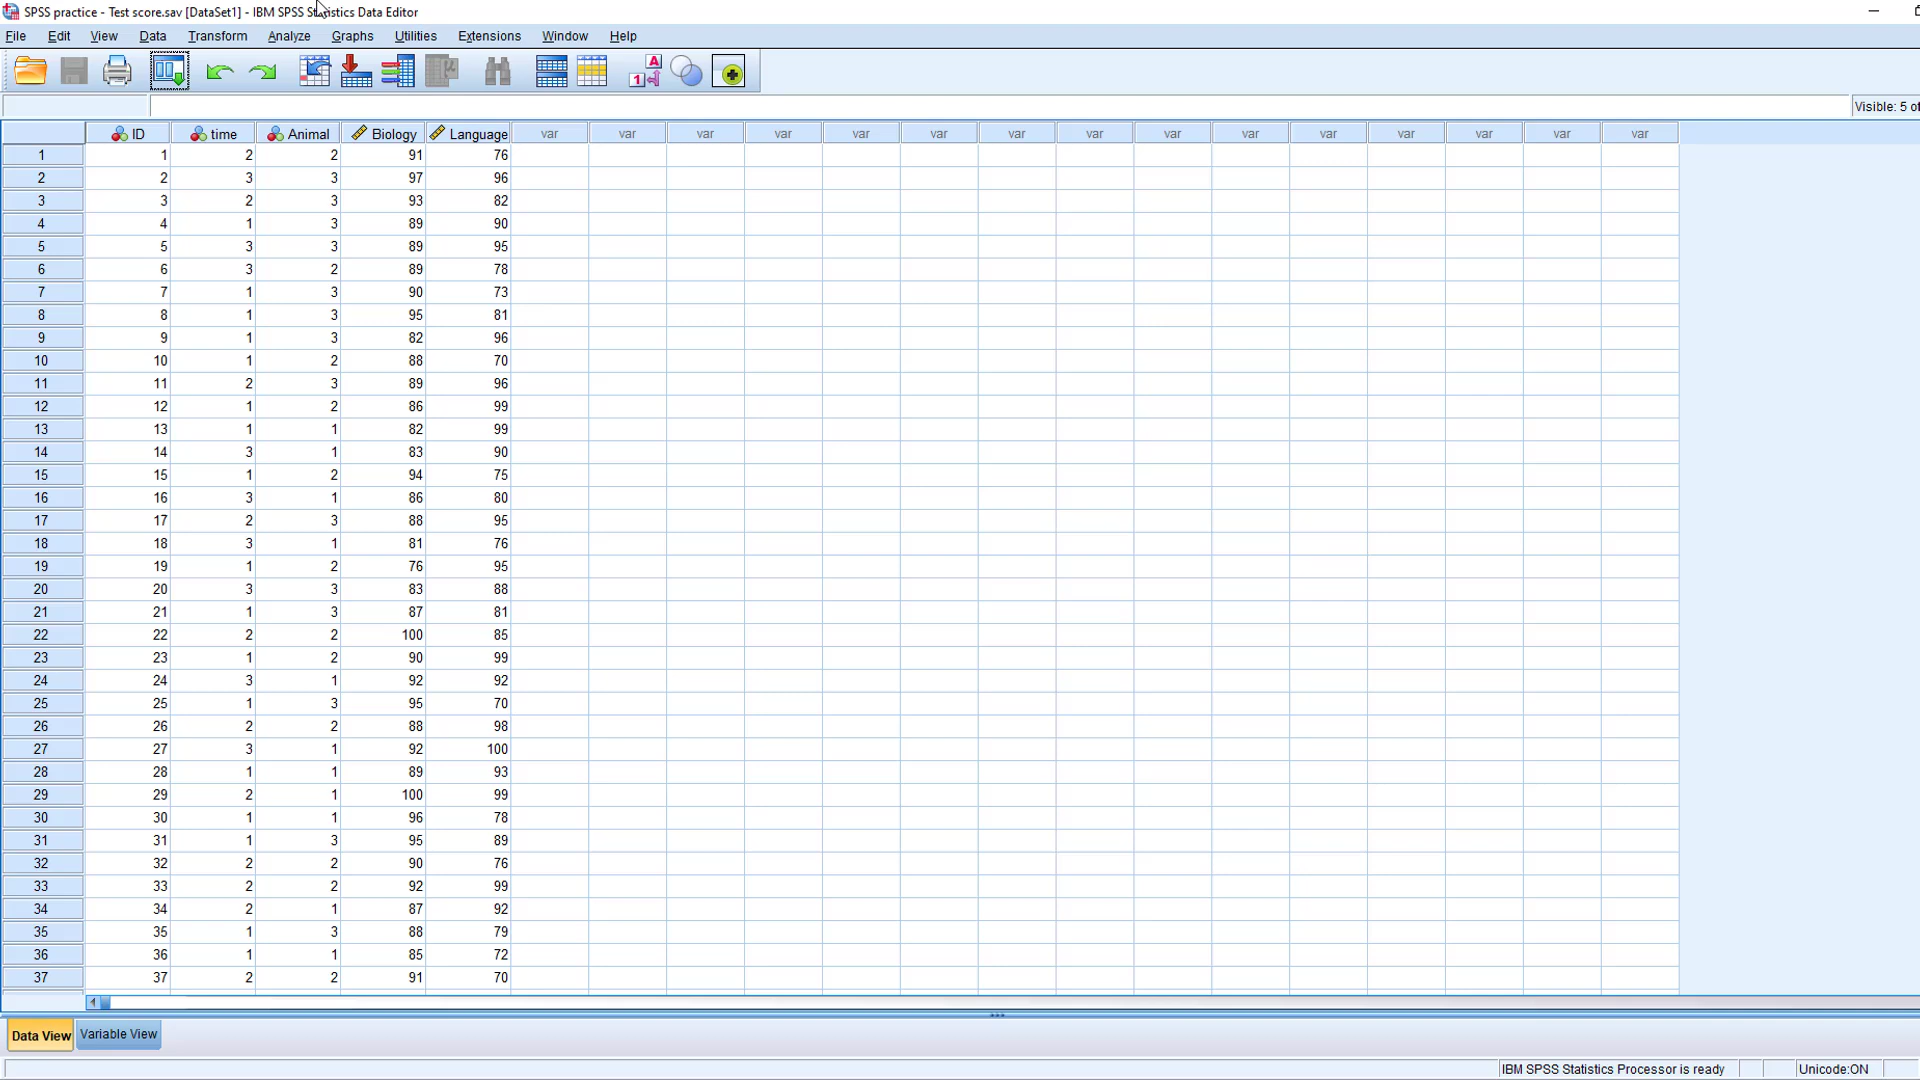 SPSS practice - Test score.sav [DataSet1] - IBM SPSS Statistics Data Editor
File Edit View Data Transform Analyze Graphs Utilities Extensions Window Help
Visible: 5 of
ID time Animal Biology Language var var var var var var var var var var var var var var var
1 1 2 2 91 76
2 2 3 3 97 96
3 3 2 3 93 82
4 4 1 3 89 90
5 5 3 3 89 95
6 6 3 2 89 78
7 7 1 3 90 73
8 8 1 3 95 81
9 9 1 3 82 96
10 10 1 2 88 70
11 11 2 3 89 96
12 12 1 2 86 99
13 13 1 1 82 99
14 14 3 1 83 90
15 15 1 2 94 75
16 16 3 1 86 80
17 17 2 3 88 95
18 18 3 1 81 76
19 19 1 2 76 95
20 20 3 3 83 88
21 21 1 3 87 81
22 22 2 2 100 85
23 23 1 2 90 99
24 24 3 1 92 92
25 25 1 3 95 70
26 26 2 2 88 98
27 27 3 1 92 100
28 28 1 1 89 93
29 29 2 1 100 99
30 30 1 1 96 78
31 31 1 3 95 89
32 32 2 2 90 76
33 33 2 2 92 99
34 34 2 1 87 92
35 35 1 3 88 79
36 36 1 1 85 72
37 37 2 2 91 70
Data View Variable View
IBM SPSS Statistics Processor is ready Unicode:ON